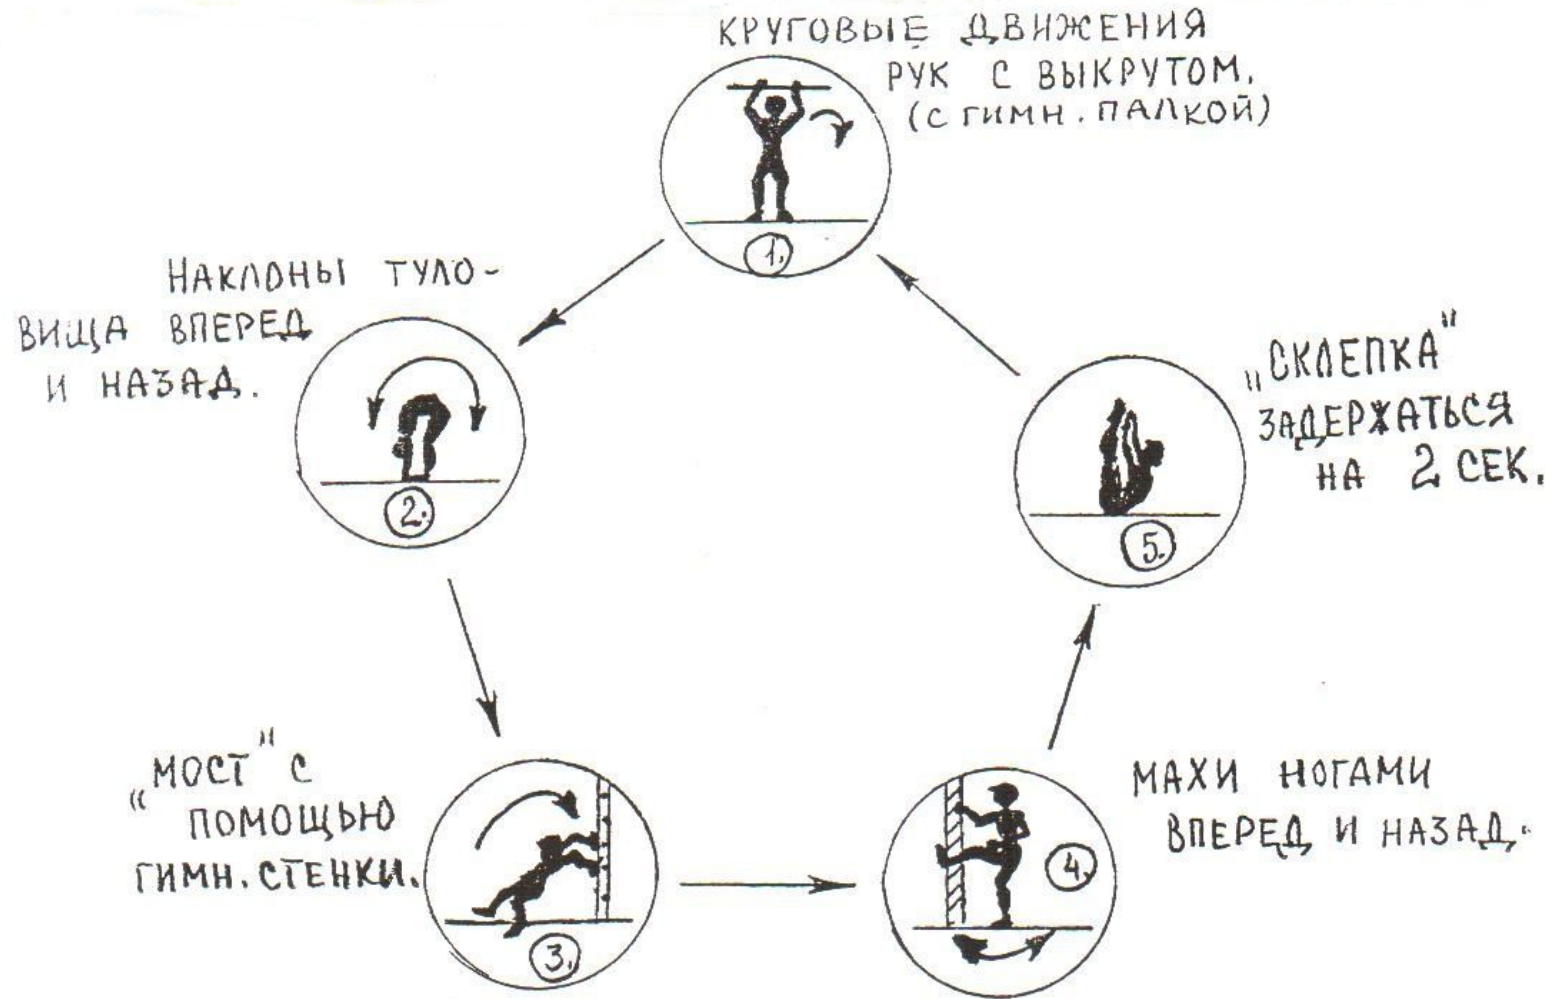 КРУГОВЫЕ ДВИЖЕНИЯ
РУК С ВЫКРУТОМ.
(С ГИМН. ПАЛКОЙ)
1.
НАКЛОНЫ ТУЛО-
ВИЩА ВПЕРЕД
И НАЗАД.
2.
„МОСТ" С
ПОМОЩЬЮ
ГИМН. СТЕНКИ.
3.
МАХИ НОГАМИ
ВПЕРЕД И НАЗАД.
4.
„СКЛЕПКА"
ЗАДЕРЖАТЬСЯ
НА 2 СЕК.
5.